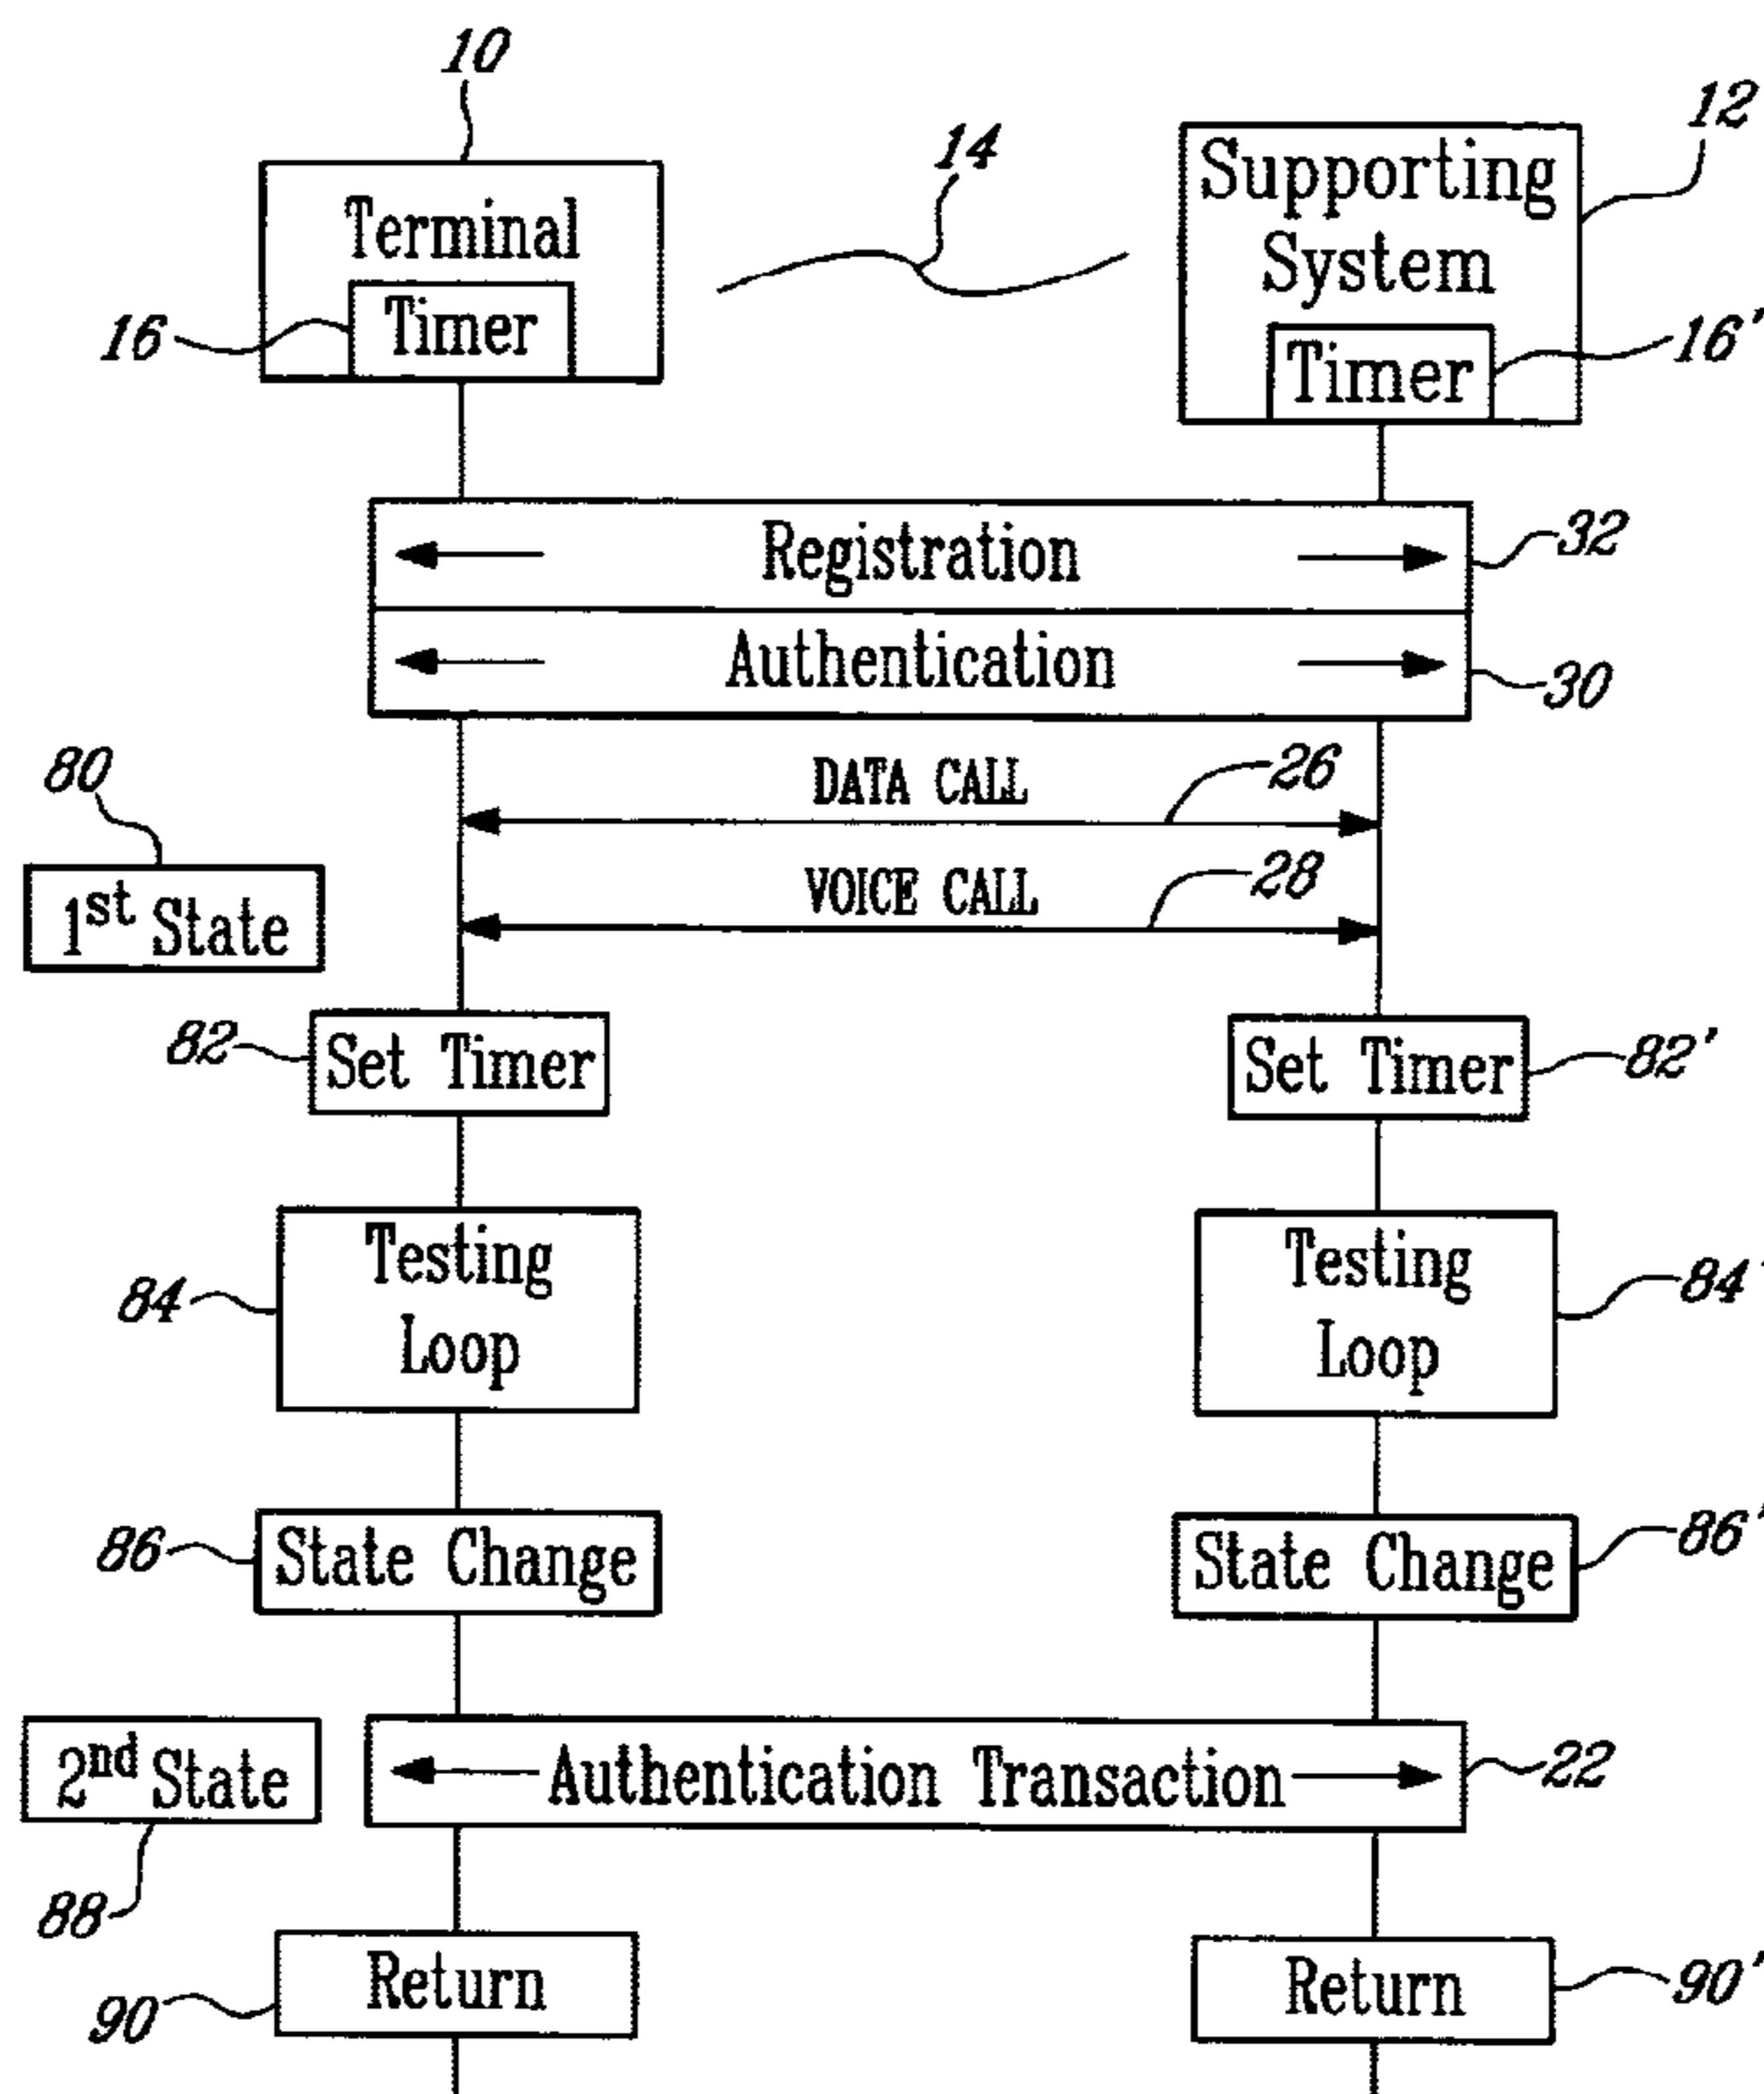 10
12
14
Terminal
Supporting
System
16
Timer
Timer
16'
Registration
32
Authentication
30
80
DATA CALL
26
VOICE CALL
28
1st State
82
Set Timer
Set Timer
82'
84
Testing
Loop
Testing
Loop
84'
86
State Change
State Change
86'
2nd State
Authentication Transaction
22
88
90
Return
Return
90'